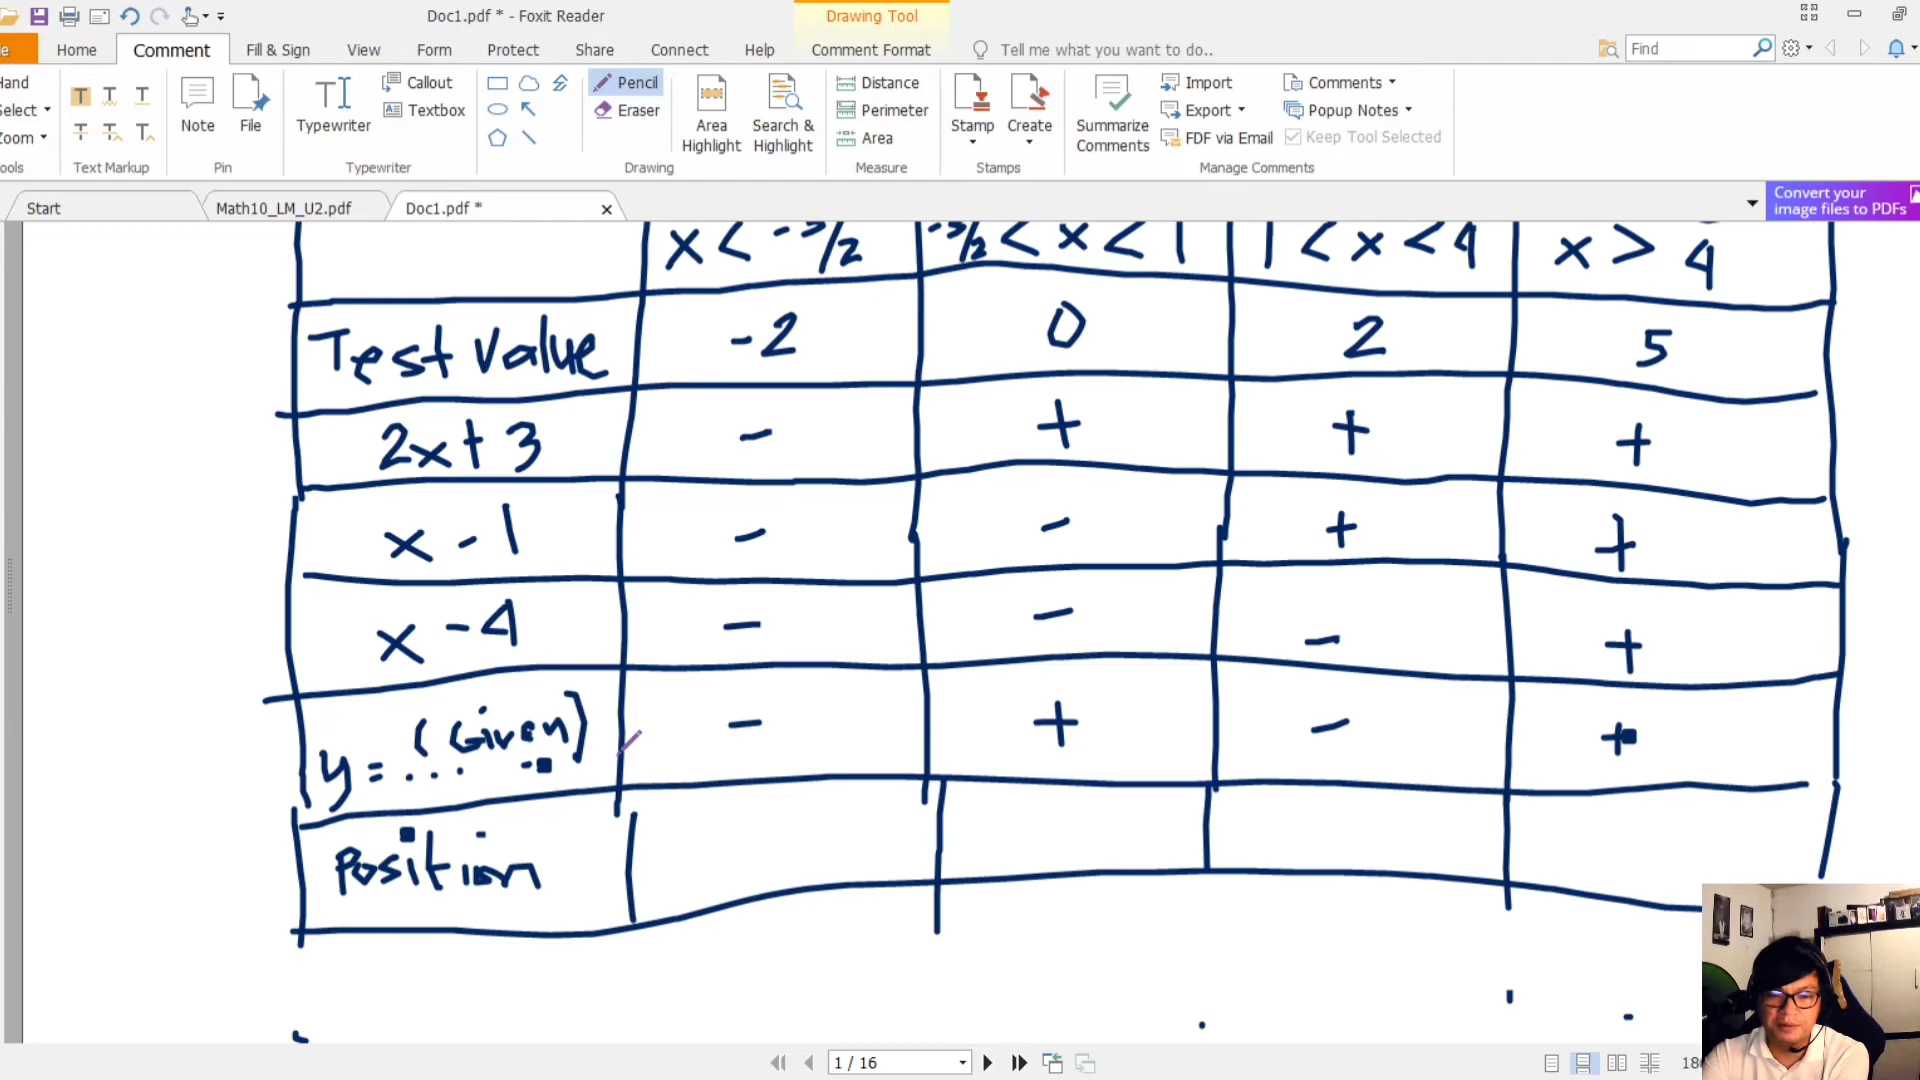 Doc1.pdf * - Foxit Reader
Drawing Tool
Home Comment Fill & Sign View Form Protect Share Connect Help Comment Format Tell me what you want to do.. Find
Hand
Select
Zoom
Text Markup
Note File
Pin
Typewriter
Callout
Textbox
Typewriter
Pencil
Eraser
Area Highlight
Search & Highlight
Drawing
Distance
Perimeter
Area
Measure
Stamp Create
Stamps
Summarize Comments
Import
Export
FDF via Email
Comments
Popup Notes
Keep Tool Selected
Manage Comments
Start Math10_LM_U2.pdf Doc1.pdf *
Convert your
image files to PDFs
x < -3/2 -3/2 < x < 1 1 < x < 4 x > 4
Test Value -2 0 2 5
2x + 3 - + + +
x - 1 - - + +
x - 4 - - - +
y = (Given) ... - + - +
Position
1 / 16